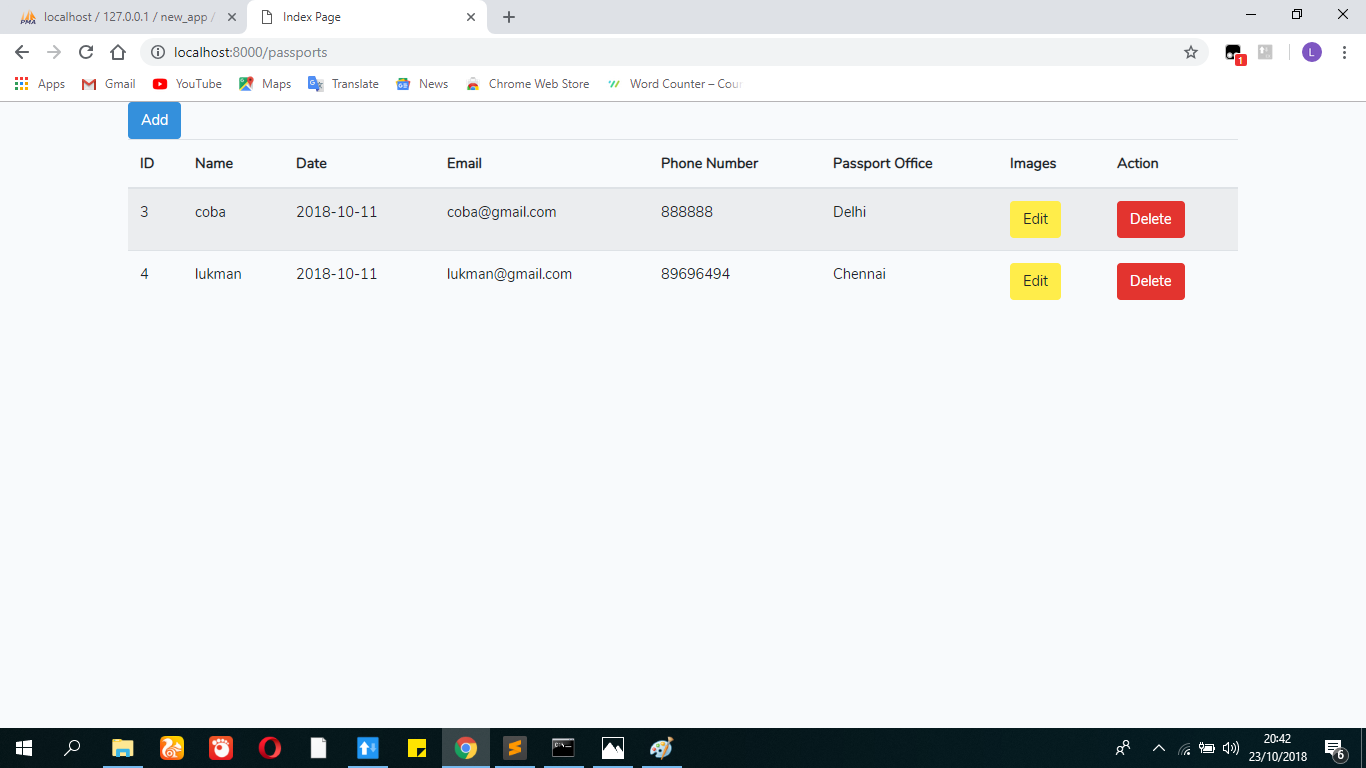 PMA localhost / 127.0.0.1 / new_app /
Index Page
localhost:8000/passports
1
L
Apps Gmail YouTube Maps Translate News Chrome Web Store Word Counter – Cour
Add
ID Name Date Email Phone Number Passport Office Images Action
3 coba 2018-10-11 coba@gmail.com 888888 Delhi Edit Delete
4 lukman 2018-10-11 lukman@gmail.com 89696494 Chennai Edit Delete
20:42
23/10/2018
6